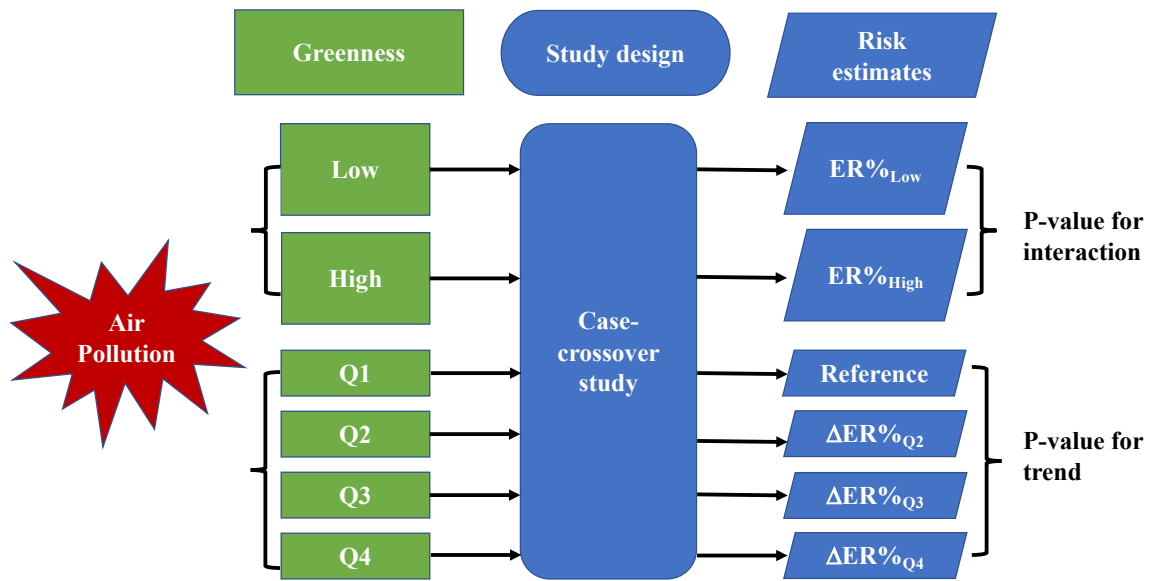 Greenness
Study design
Risk
estimates
Low
ER%Low
High
ER%High
P-value for
interaction
Air
Pollution
Case-
crossover
study
Q1
Reference
Q2
ΔER%Q2
Q3
ΔER%Q3
Q4
ΔER%Q4
P-value for
trend